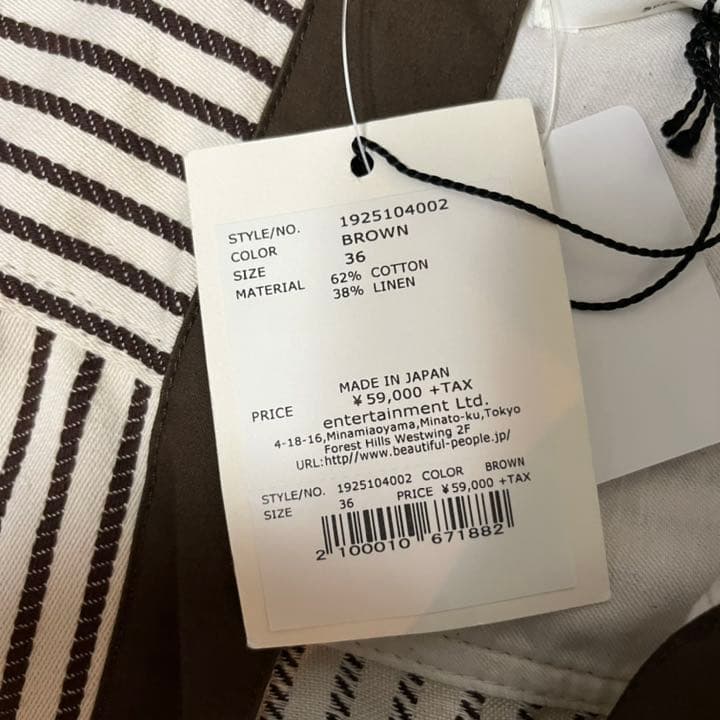 STYLE/NO. 1925104002
COLOR BROWN
SIZE 36
MATERIAL 62% COTTON
38% LINEN
MADE IN JAPAN
PRICE ¥59,000 +TAX
entertainment Ltd.
4-18-16,Minamiaoyama,Minato-ku,Tokyo
Forest Hills Westwing 2F
URL:http//www.beautiful-people.jp/
STYLE/NO. 1925104002 COLOR BROWN
SIZE 36 PRICE ¥59,000 +TAX
2 100010 671882